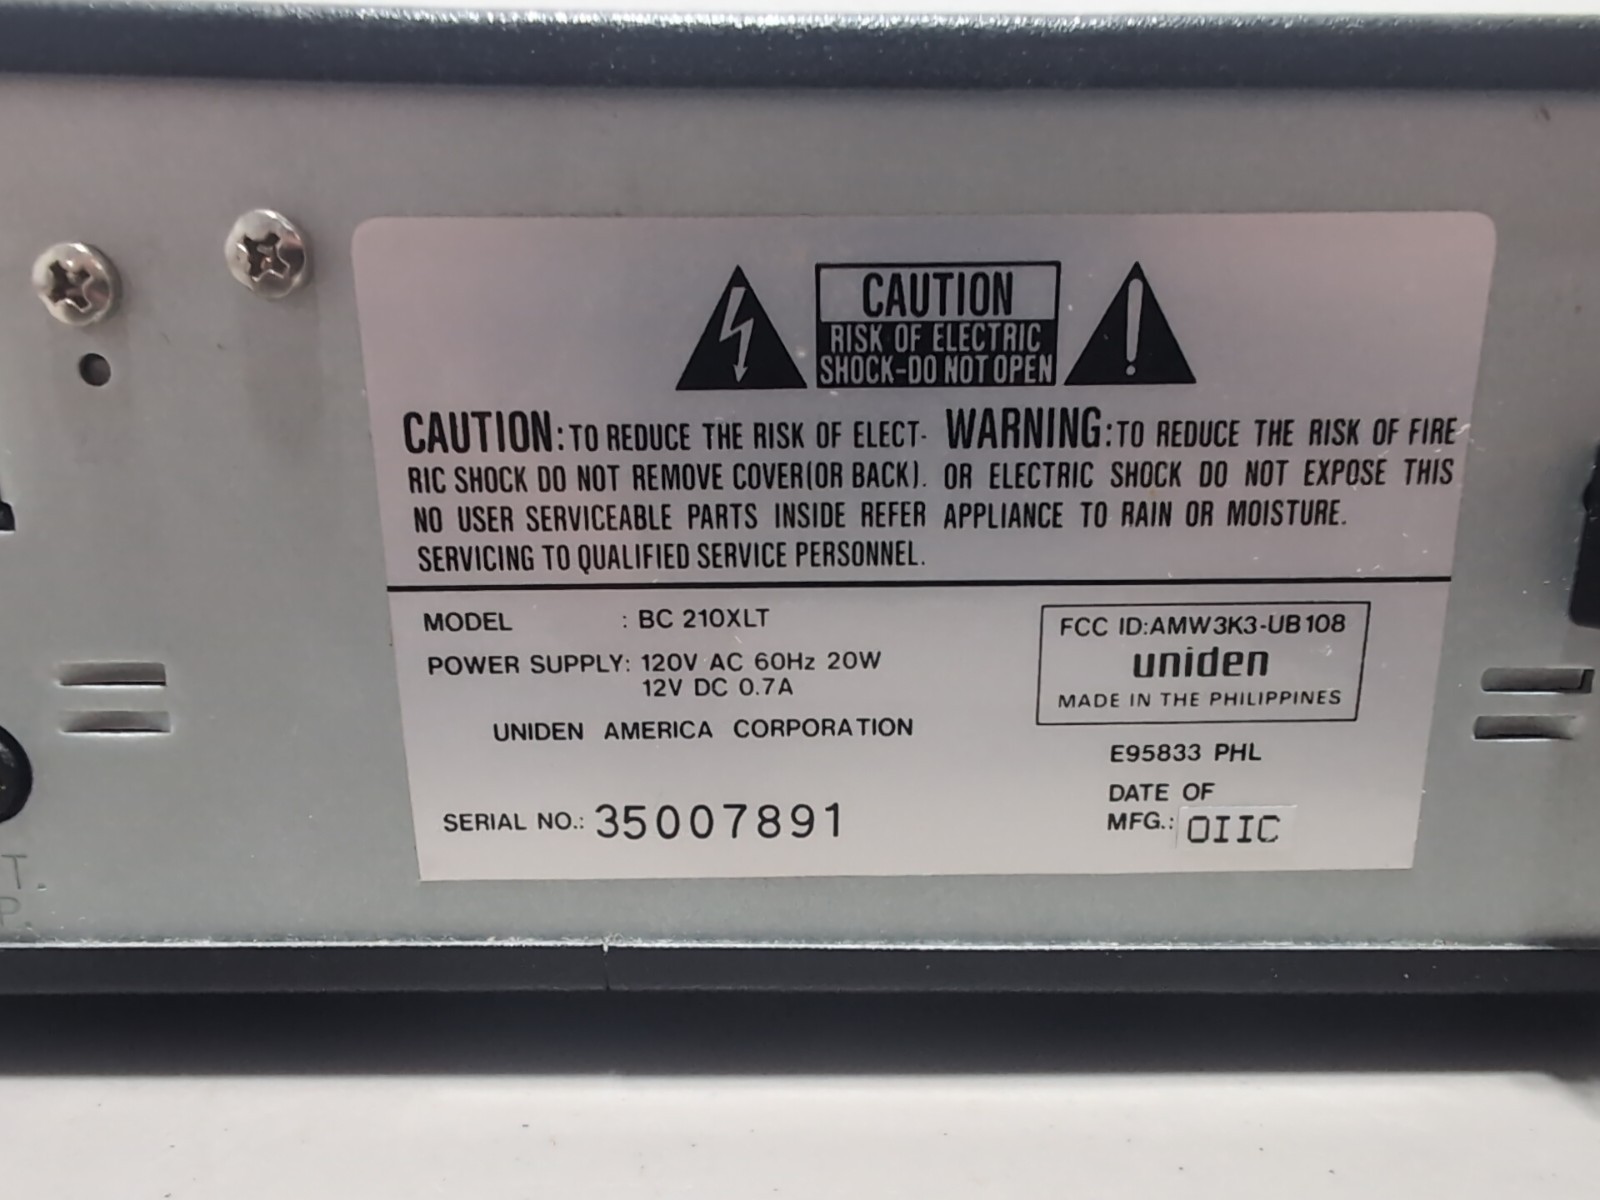 CAUTION
RISK OF ELECTRIC
SHOCK-DO NOT OPEN
CAUTION: TO REDUCE THE RISK OF ELECT-
RIC SHOCK DO NOT REMOVE COVER(OR BACK).
NO USER SERVICEABLE PARTS INSIDE REFER
SERVICING TO QUALIFIED SERVICE PERSONNEL.
WARNING: TO REDUCE THE RISK OF FIRE
OR ELECTRIC SHOCK DO NOT EXPOSE THIS
APPLIANCE TO RAIN OR MOISTURE.
MODEL : BC 210XLT
POWER SUPPLY: 120V AC 60Hz 20W
12V DC 0.7A
UNIDEN AMERICA CORPORATION
SERIAL NO.: 35007891
FCC ID:AMW3K3-UB108
uniden
MADE IN THE PHILIPPINES
E95833 PHL
DATE OF
MFG.: OIIC
T.
P.